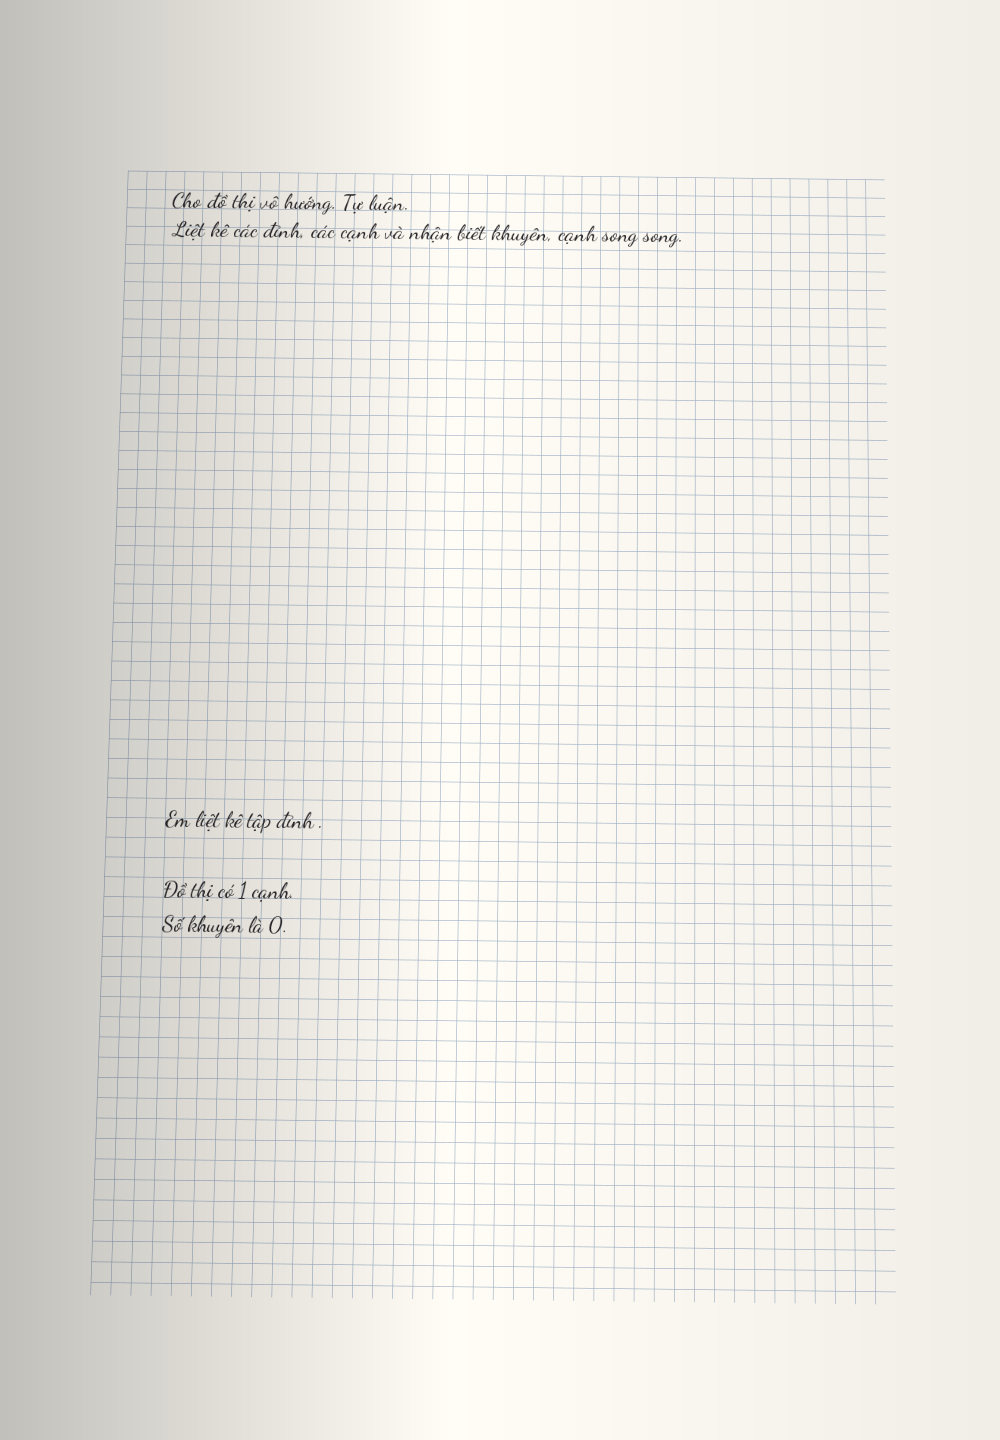 Cho đồ thị vô hướng. Tự luận.
Liệt kê các đỉnh, các cạnh và nhận biết khuyên, cạnh song song.
Em liệt kê tập đỉnh .
Đồ thị có 1 cạnh.
Số khuyên là 0.